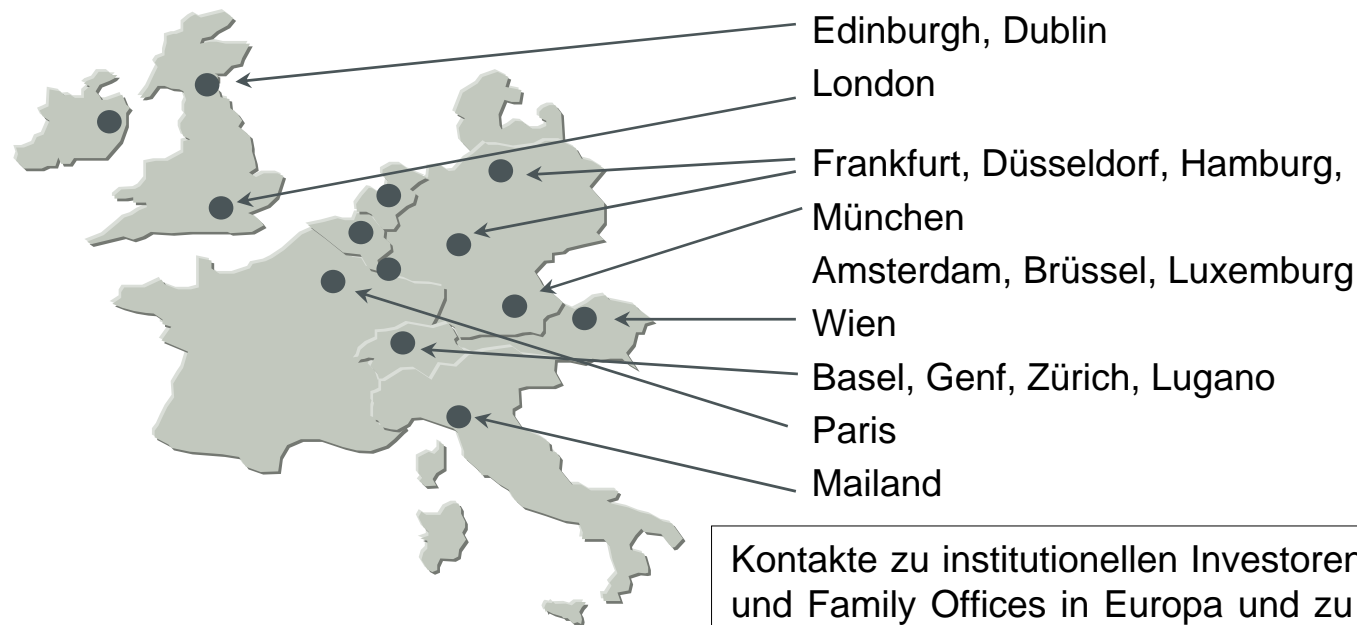 Edinburgh, Dublin
London
Frankfurt, Düsseldorf, Hamburg,
München
Amsterdam, Brüssel, Luxemburg
Wien
Basel, Genf, Zürich, Lugano
Paris
Mailand
Kontakte zu institutionellen Investoren
und Family Offices in Europa und zu